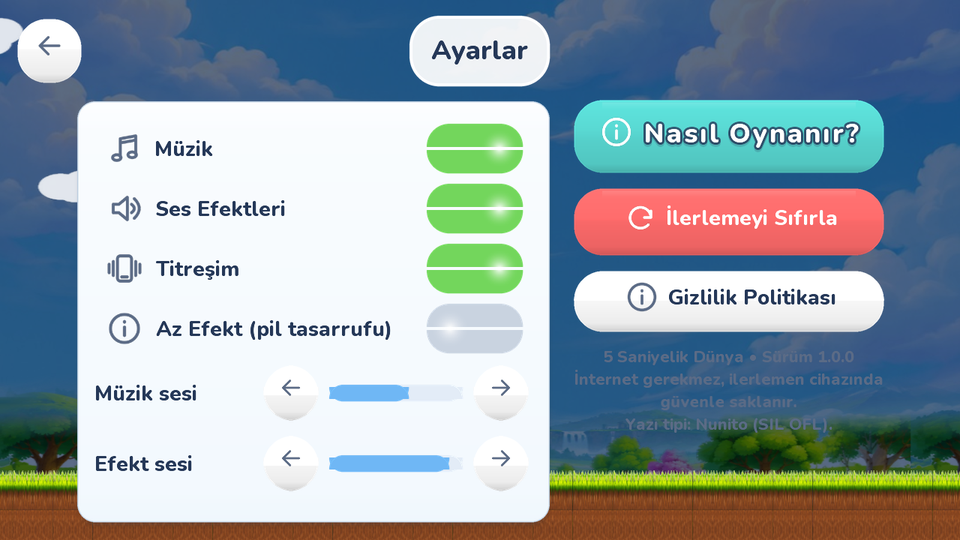 Ayarlar
Müzik
Ses Efektleri
Titreşim
Az Efekt (pil tasarrufu)
Müzik sesi
Efekt sesi
Nasıl Oynanır?
İlerlemeyi Sıfırla
Gizlilik Politikası
5 Saniyelik Dünya • Sürüm 1.0.0
İnternet gerekmez, ilerlemen cihazında
güvenle saklanır.
Yazı tipi: Nunito (SIL OFL).